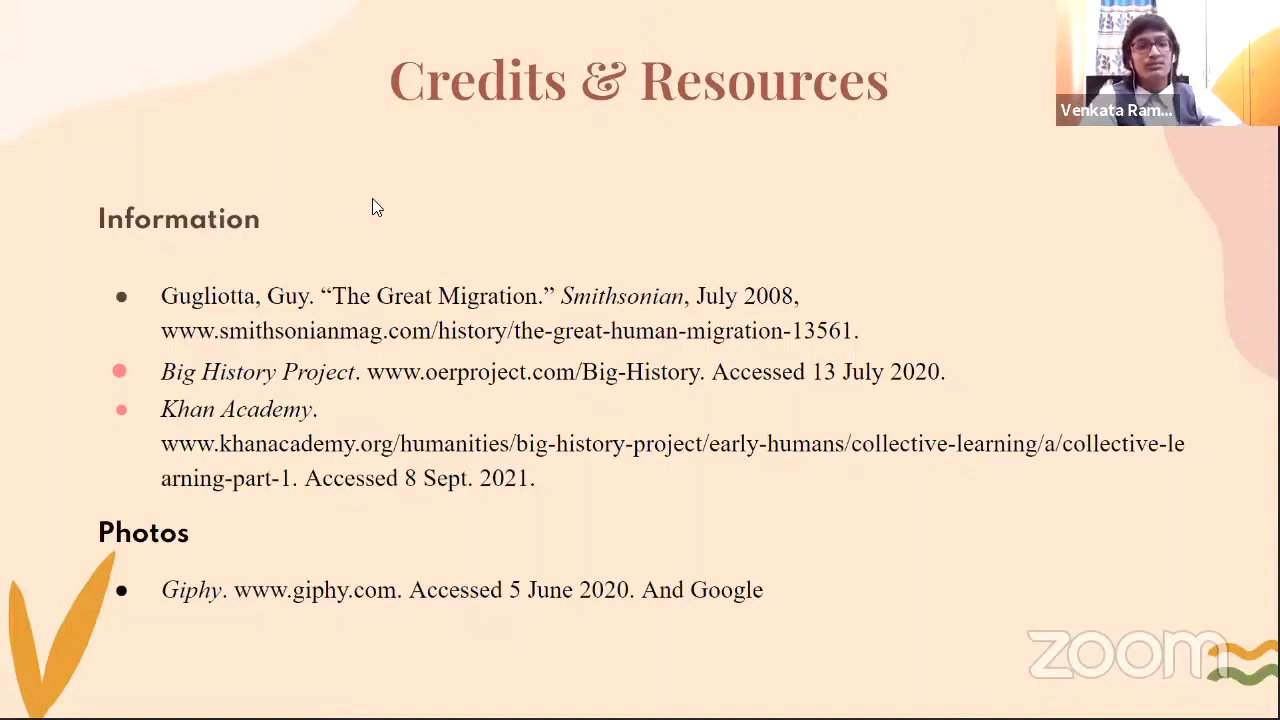 Credits & Resources
Venkata Ram...
Information
● Gugliotta, Guy. “The Great Migration.” Smithsonian, July 2008,
www.smithsonianmag.com/history/the-great-human-migration-13561.
● Big History Project. www.oerproject.com/Big-History. Accessed 13 July 2020.
● Khan Academy.
www.khanacademy.org/humanities/big-history-project/early-humans/collective-learning/a/collective-le
arning-part-1. Accessed 8 Sept. 2021.
Photos
● Giphy. www.giphy.com. Accessed 5 June 2020. And Google
zoom